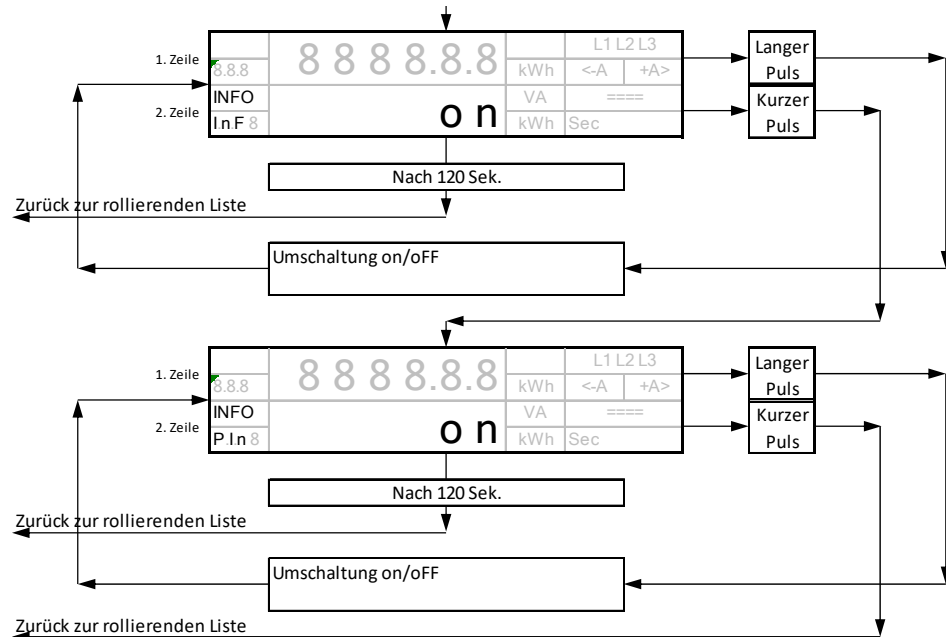 1. Zeile
8.8.8
8 8 8 8.8.8
kWh
L1 L2 L3
<-A
+A>
Langer
Puls
2. Zeile
INFO
I.n.F 8
o n
VA
kWh
====
Sec
Kurzer
Puls
Nach 120 Sek.
Zurück zur rollierenden Liste
Umschaltung on/oFF
1. Zeile
8.8.8
8 8 8 8.8.8
kWh
L1 L2 L3
<-A
+A>
Langer
Puls
2. Zeile
INFO
P.I.n 8
o n
VA
kWh
====
Sec
Kurzer
Puls
Nach 120 Sek.
Zurück zur rollierenden Liste
Umschaltung on/oFF
Zurück zur rollierenden Liste